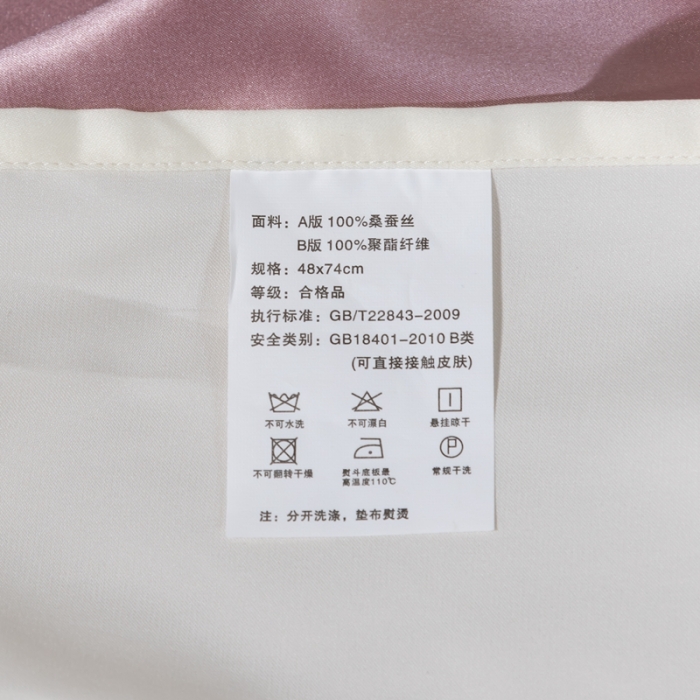 面料：A版 100%桑蚕丝
B版 100%聚酯纤维
规格：48x74cm
等级：合格品
执行标准：GB/T22843-2009
安全类别：GB18401-2010 B类
(可直接接触皮肤)
不可水洗 不可漂白 悬挂晾干
P
不可翻转干燥 熨斗底板最高温度110℃ 常规干洗
注：分开洗涤，垫布熨烫